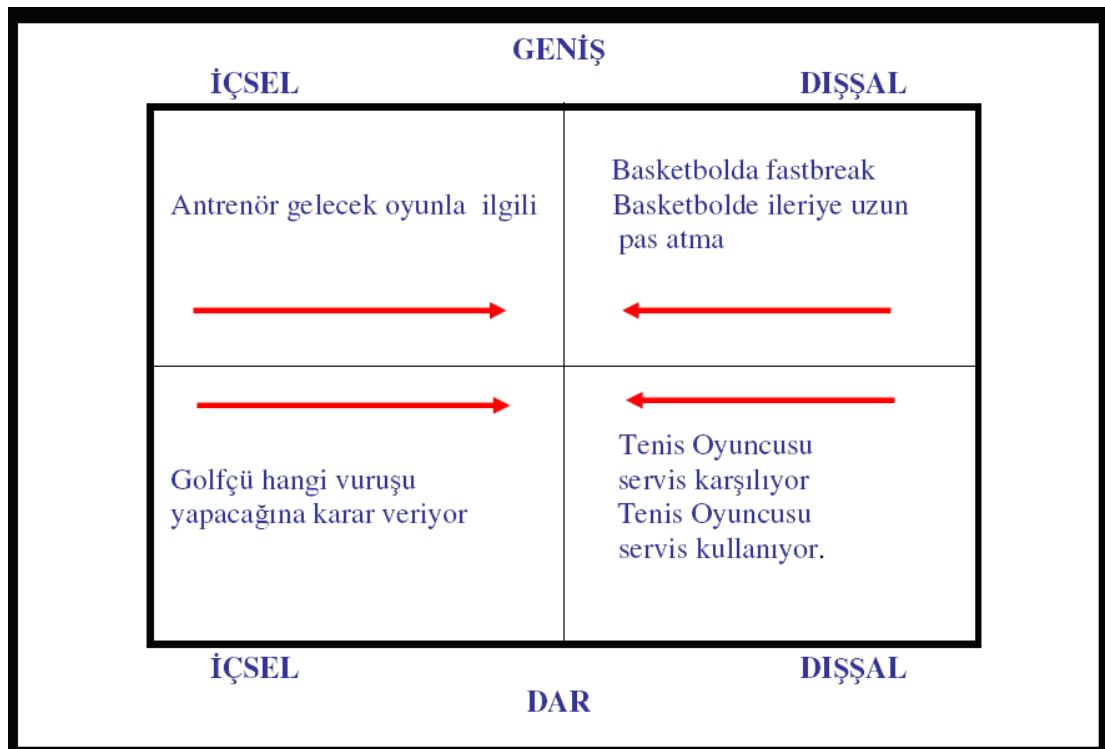 GENİŞ
İÇSEL
DIŞŞAL
Antrenör gelecek oyunla ilgili
Basketbolda fastbreak
Basketbolde ileriye uzun
pas atma
Golfçü hangi vuruşu
yapacağına karar veriyor
Tenis Oyuncusu
servis karşılıyor
Tenis Oyuncusu
servis kullanıyor.
İÇSEL
DIŞŞAL
DAR